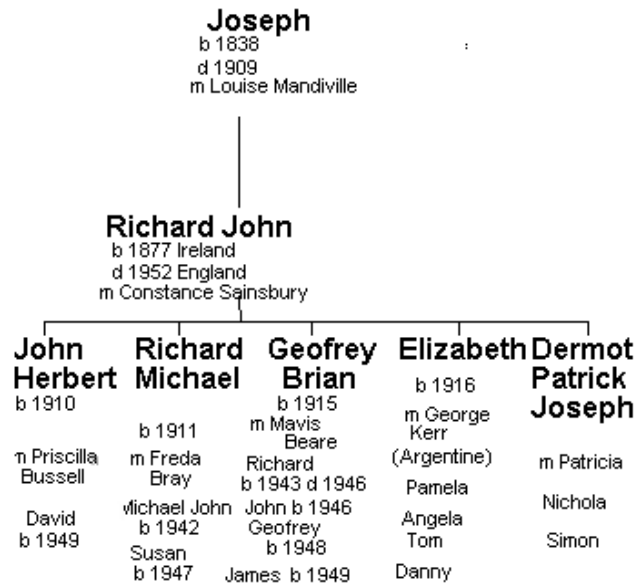 Joseph
b 1838
d 1909
m Louise Mandiville
Richard John
b 1877 Ireland
d 1952 England
m Constance Sainsbury
John
Herbert
b 1910
m Priscilla
Bussell
David
b 1949
Richard
Michael
b 1911
m Freda
Bray
Michael John
b 1942
Susan
b 1947
Geofrey
Brian
b 1915
m Mavis
Beare
Richard
b 1943 d 1946
John b 1946
Geofrey
b 1948
James b 1949
Elizabeth
b 1916
m George
Kerr
(Argentine)
Pamela
Angela
Tom
Danny
Dermot
Patrick
Joseph
m Patricia
Nichola
Simon